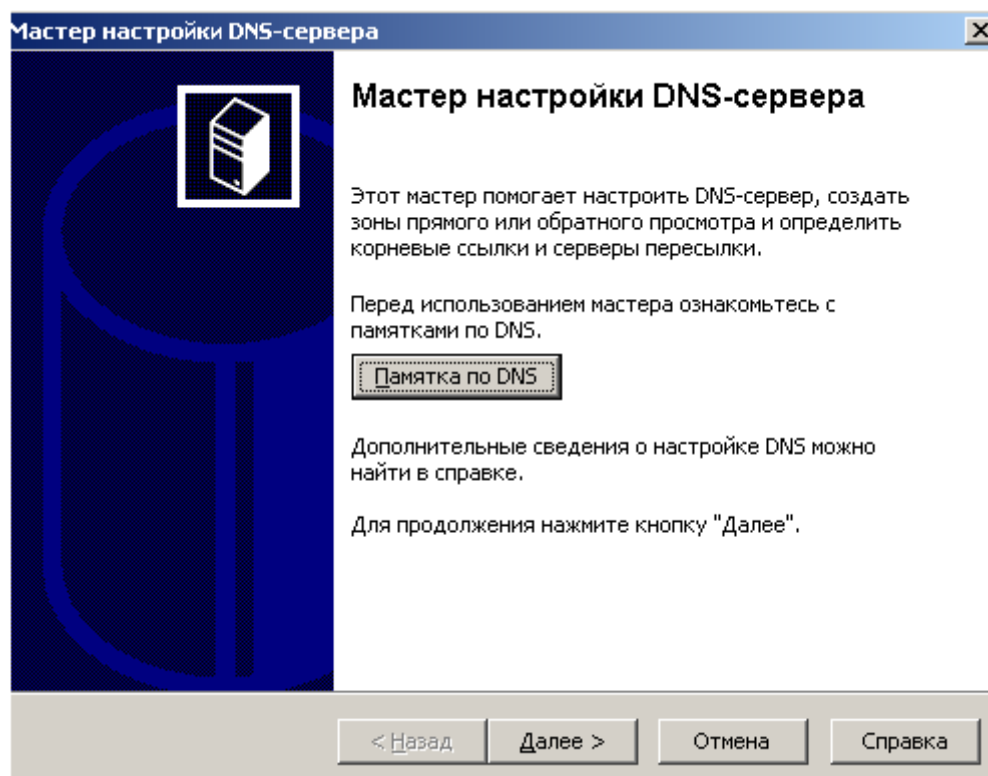 Мастер настройки DNS-сервера
Мастер настройки DNS-сервера
Этот мастер помогает настроить DNS-сервер, создать
зоны прямого или обратного просмотра и определить
корневые ссылки и серверы пересылки.
Перед использованием мастера ознакомьтесь с
памятками по DNS.
Памятка по DNS
Дополнительные сведения о настройке DNS можно
найти в справке.
Для продолжения нажмите кнопку "Далее".
< Назад Далее > Отмена Справка